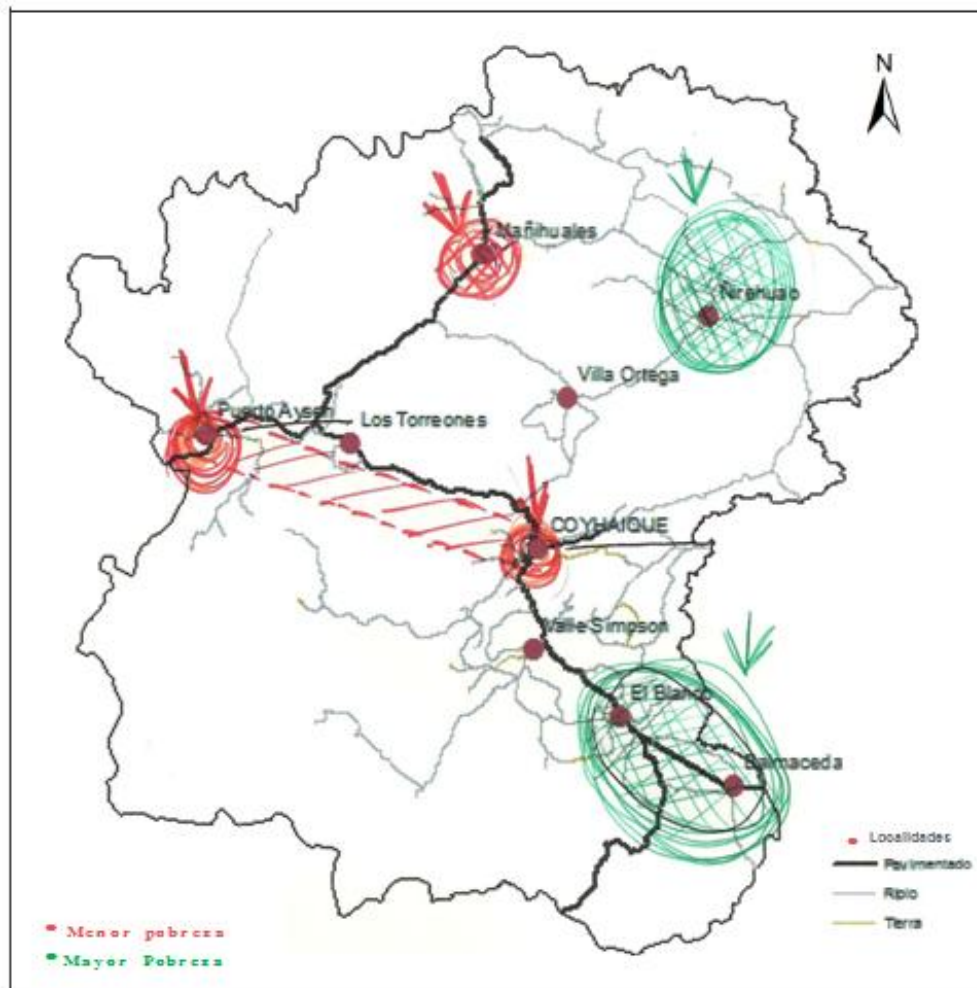 N
Mañihuales
Ñirehuao
Villa Ortega
Puerto Aysen
Los Torreones
COYHAIQUE
Valle Simpson
El Blanco
Balmaceda
Localidades
Pavimentado
Ripio
Tierra
Menor pobreza
Mayor Pobreza